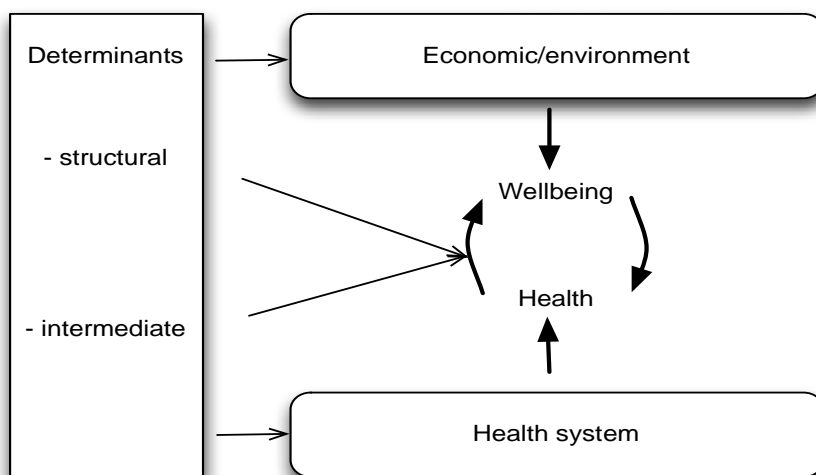 Determinants
Economic/environment
- structural
Wellbeing
Health
- intermediate
Health system